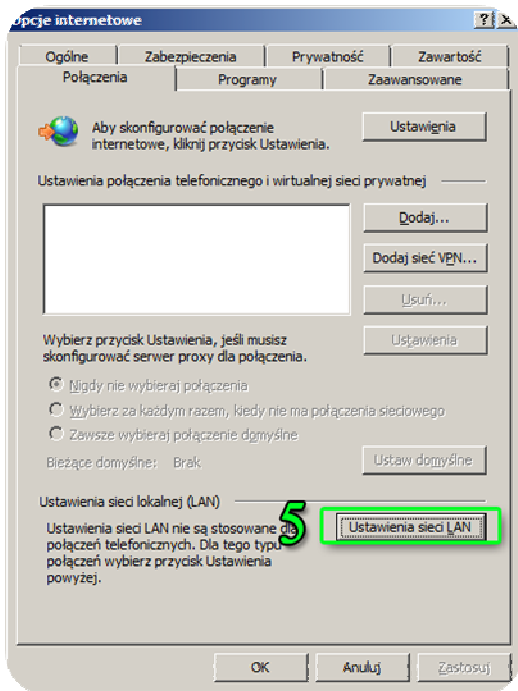 Opcje internetowe
Ogólne
Zabezpieczenia
Prywatność
Zawartość
Połączenia
Programy
Zaawansowane
Aby skonfigurować połączenie
internetowe, kliknij przycisk Ustawienia.
Ustawienia
Ustawienia połączenia telefonicznego i wirtualnej sieci prywatnej
Dodaj...
Dodaj sieć VPN...
Usuń...
Wybierz przycisk Ustawienia, jeśli musisz
skonfigurować serwer proxy dla połączenia.
Ustawienia
Nigdy nie wybieraj połączenia
Wybierz za każdym razem, kiedy nie ma połączenia sieciowego
Zawsze wybieraj połączenie domyślne
Bieżące domyślne: Brak
Ustaw domyślne
Ustawienia sieci lokalnej (LAN)
Ustawienia sieci LAN nie są stosowane dla
połączeń telefonicznych. Dla tego typu
połączeń wybierz przycisk Ustawienia
powyżej.
5
Ustawienia sieci LAN
OK
Anuluj
Zastosuj